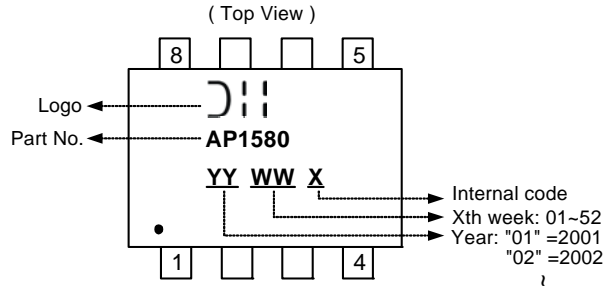 ( Top View )
8 5
Logo
Part No. AP1580
YY WW X
Internal code
Xth week: 01~52
Year: "01" =2001
"02" =2002
~
1 4